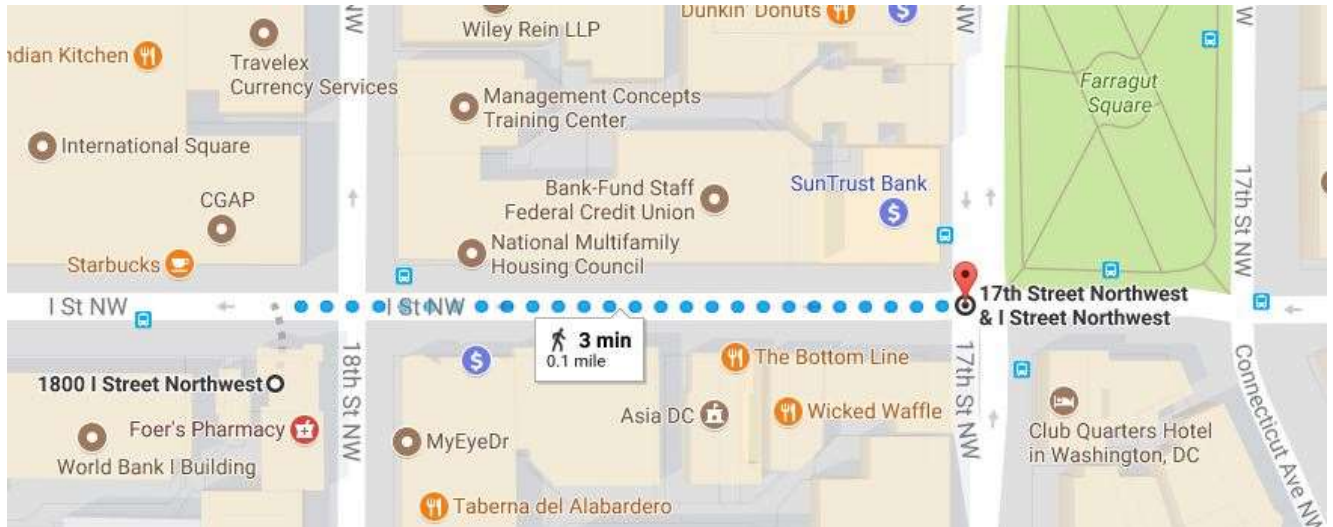 Wiley Rein LLP
Dunkin' Donuts
$
ndian Kitchen
Travelex
Currency Services
NW
NW
W
Management Concepts
Training Center
Farragut
Square
International Square
SunTrust Bank
$
Bank-Fund Staff
Federal Credit Union
CGAP
17th St NW
National Multifamily
Housing Council
Starbucks
I St NW
I St NW
17th Street Northwest
& I Street Northwest
3 min
0.1 mile
$
The Bottom Line
1800 I Street Northwest
18th St NW
17th St NW
Connecticut Ave NW
Asia DC
Wicked Waffle
Foer's Pharmacy
MyEyeDr
Club Quarters Hotel
in Washington, DC
World Bank I Building
Taberna del Alabardero